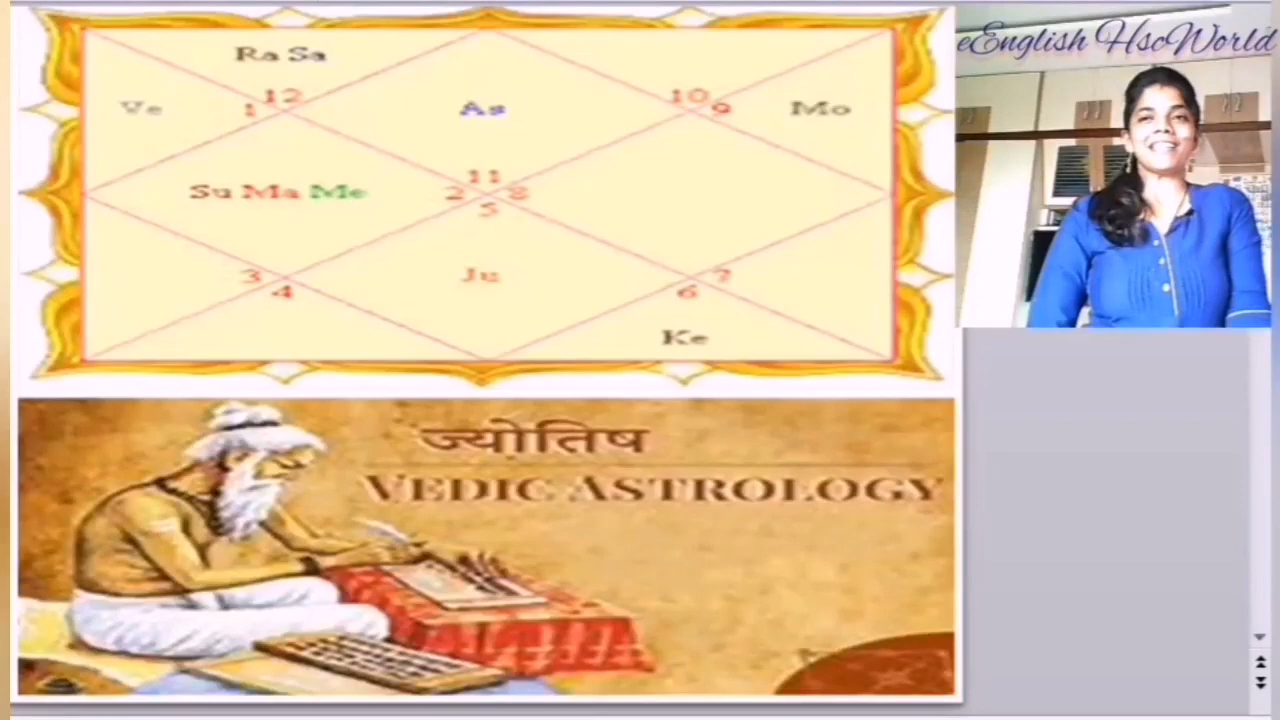 eEnglish HscWorld
Ra Sa
12
10
Ve
1
As
9
Mo
11
Su Ma Me
2
8
5
3
Ju
7
4
6
Ke
ज्योतिष
VEDIC ASTROLOGY